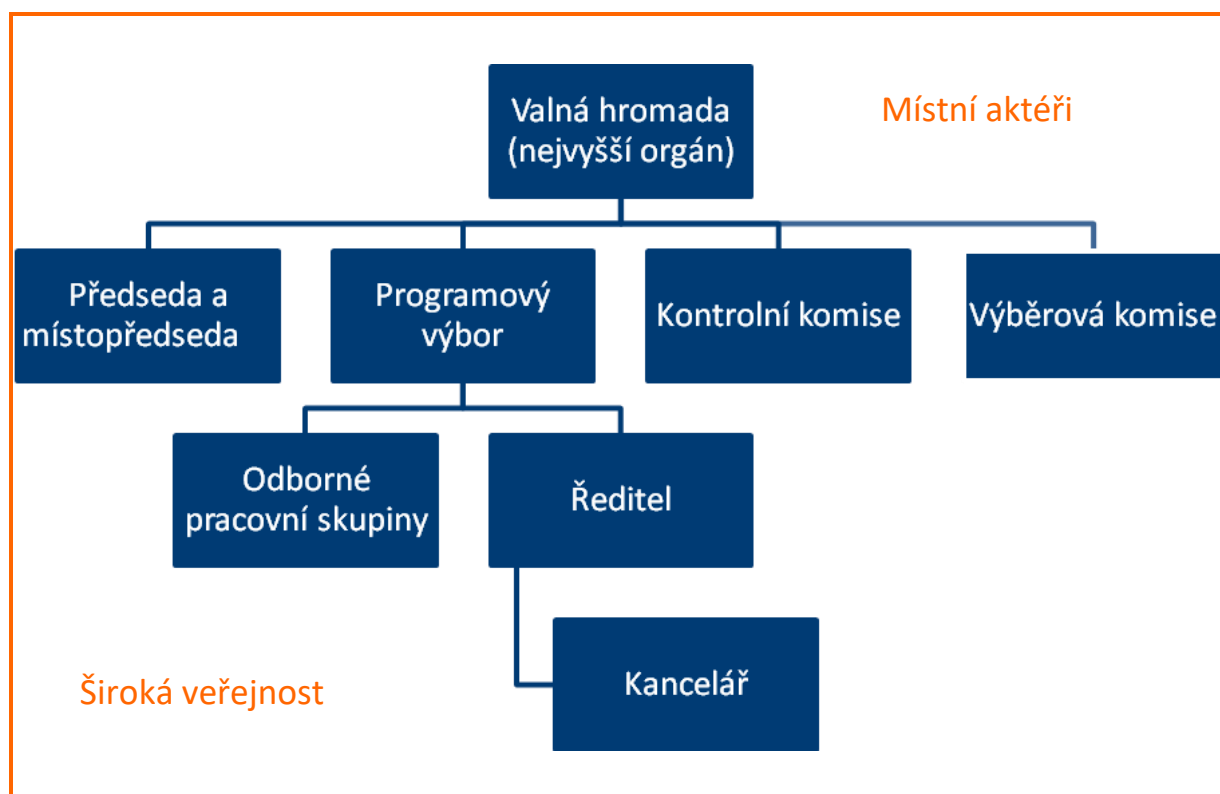 Valná hromada
(nejvyšší orgán)
Místní aktéři
Předseda a
místopředseda
Programový
výbor
Kontrolní komise
Výběrová komise
Odborné
pracovní skupiny
Ředitel
Kancelář
Široká veřejnost